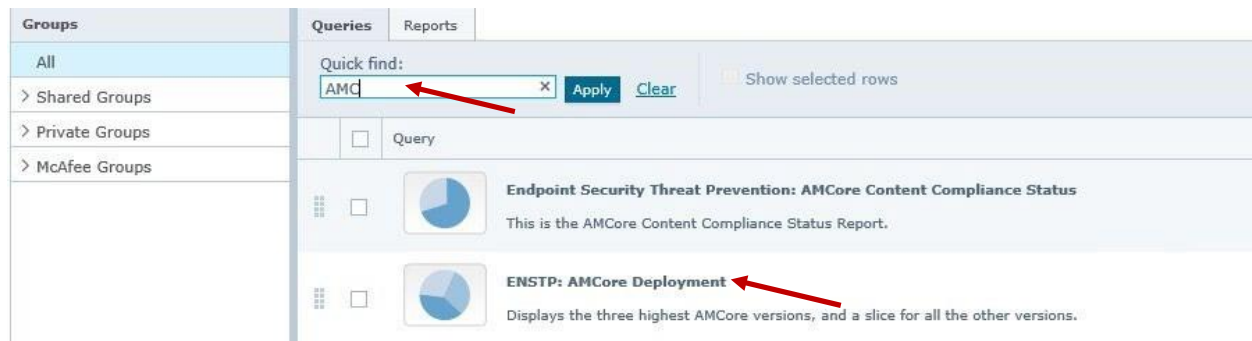 Groups
All
> Shared Groups
> Private Groups
> McAfee Groups
Queries Reports
Quick find:
AMC × Apply Clear Show selected rows
Query
Endpoint Security Threat Prevention: AMCore Content Compliance Status
This is the AMCore Content Compliance Status Report.
ENSTP: AMCore Deployment
Displays the three highest AMCore versions, and a slice for all the other versions.